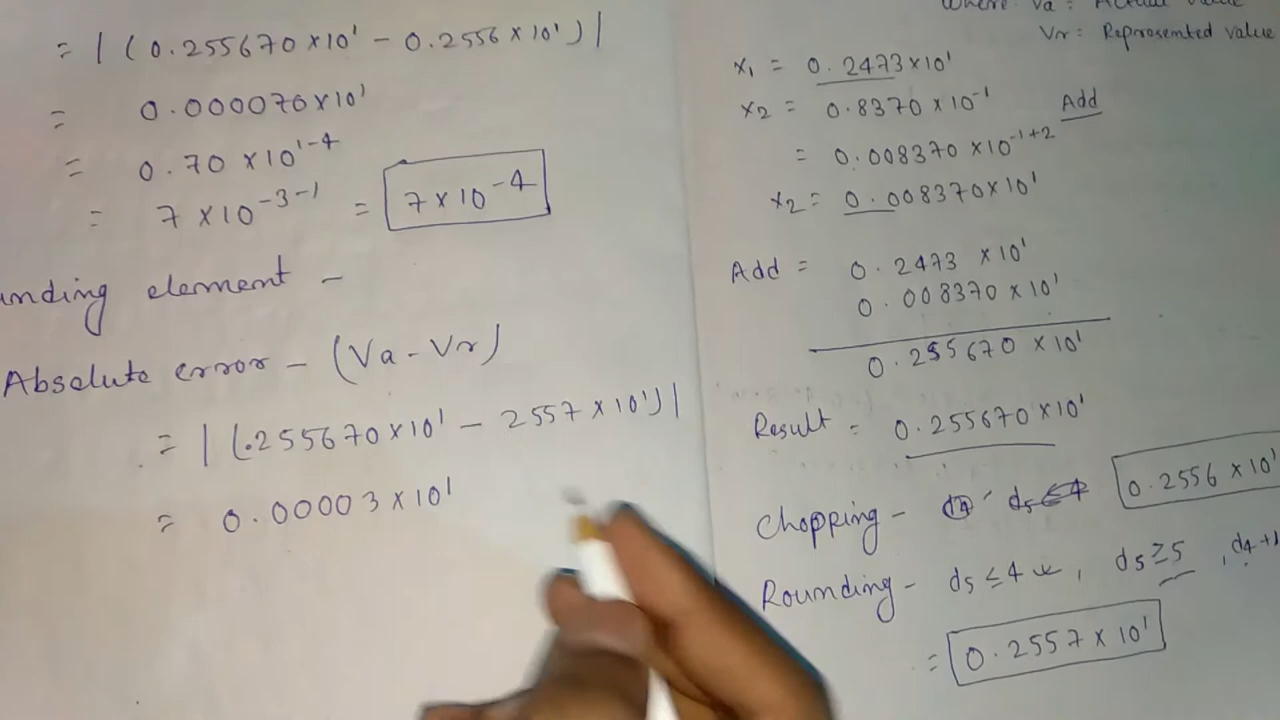 = | (0.255670 × 10¹ - 0.2556 × 10¹) |
= 0.000070 × 10¹
= 0.70 × 10¹⁻⁴
= 7 × 10⁻³⁻¹ = 7 × 10⁻⁴
unding element -
Absolute error - (Va - Vr)
= | (.255670 × 10¹ - 2557 × 10¹) |
= 0.00003 × 10¹
Where Va : Actual Value
Vr : Represented value
x₁ = 0.2473 × 10¹
x₂ = 0.8370 × 10⁻¹ Add
= 0.008370 × 10⁻¹⁺²
x₂ = 0.008370 × 10¹
Add = 0.2473 × 10¹
0.008370 × 10¹
0.255670 × 10¹
Result = 0.255670 × 10¹
Chopping - 0.2556 × 10¹
Rounding - d₅ ≤ 4 , d₅ ≥ 5 , d₄ + 1
= 0.2557 × 10¹